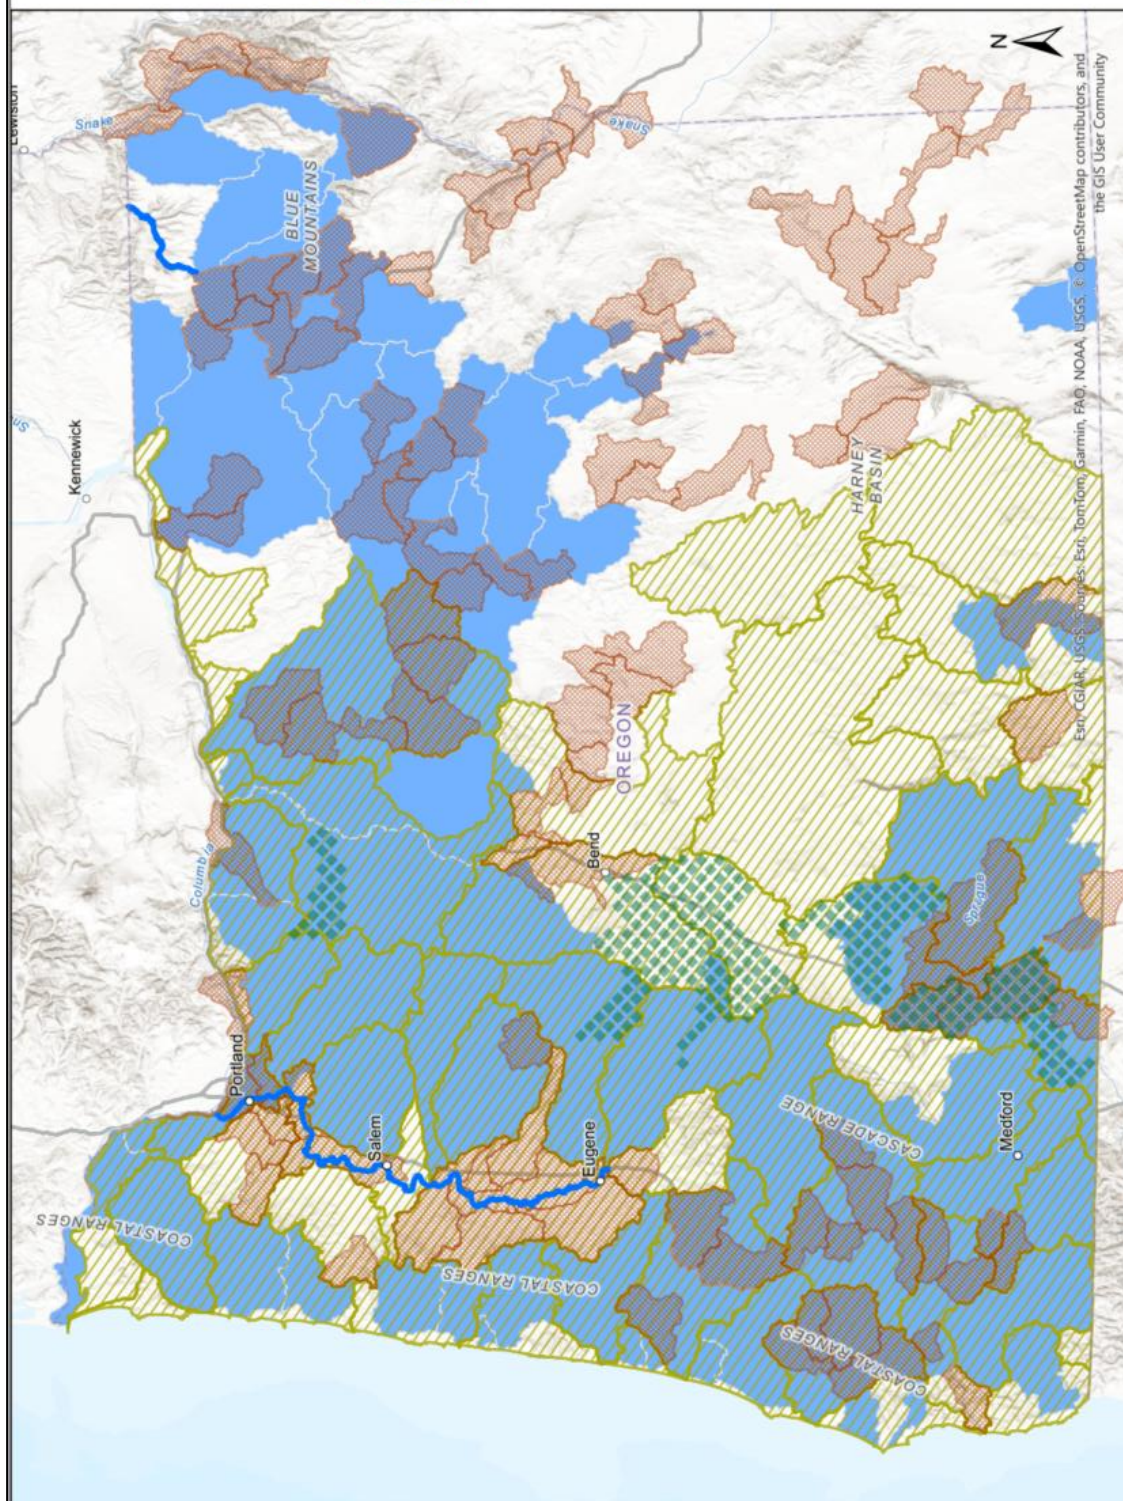 Lewiston
Snake
BLUE
MOUNTAINS
Snake
N
Esri, CGIAR, USGS, Sources: Esri, TomTom, Garmin, FAO, NOAA, USGS, © OpenStreetMap contributors, and
the GIS User Community
Kennewick
HARNEY
BASIN
OREGON
Columbia
Bend
Sprague
Portland
Salem
Eugene
CASCADE RANGE
Medford
COASTAL RANGES
COASTAL RANGES
COASTAL RANGES